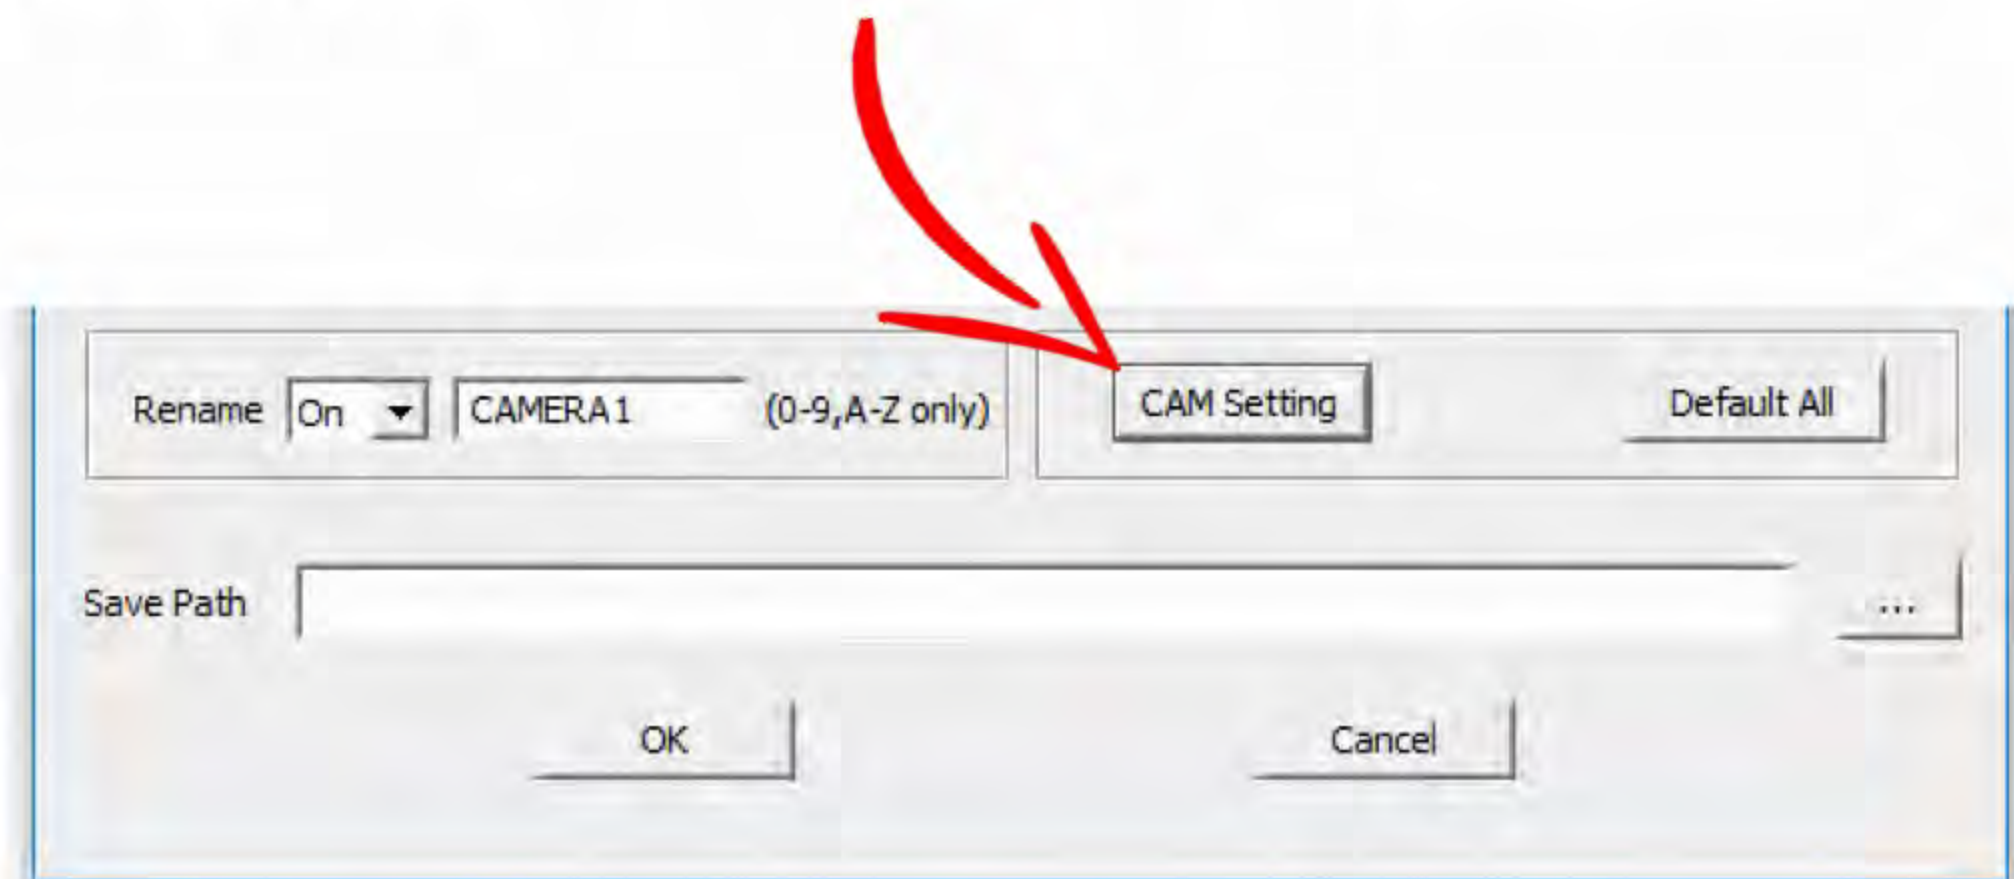 Rename On CAMERA1 (0-9,A-Z only) CAM Setting Default All
Save Path ...
OK Cancel